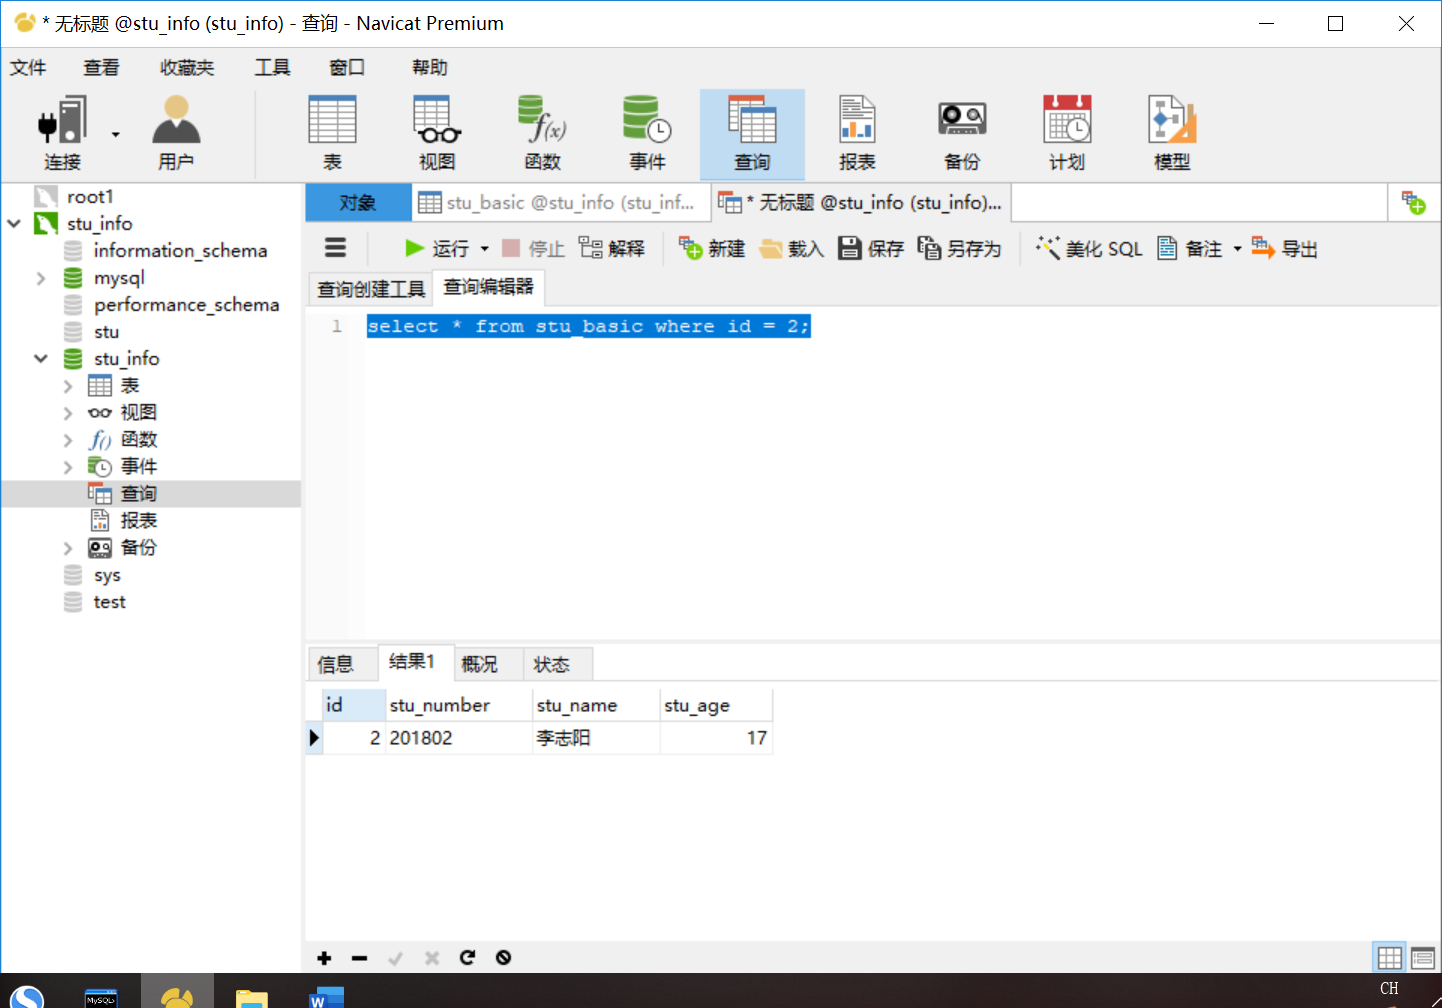 * 无标题 @stu_info (stu_info) - 查询 - Navicat Premium
文件 查看 收藏夹 工具 窗口 帮助
连接 用户 表 视图 函数 事件 查询 报表 备份 计划 模型
f(x)
root1
stu_info
information_schema
mysql
performance_schema
stu
stu_info
表
视图
f() 函数
事件
查询
报表
备份
sys
test
对象 stu_basic @stu_info (stu_inf... * 无标题 @stu_info (stu_info)...
运行 停止 解释 新建 载入 保存 另存为 美化 SQL 备注 导出
查询创建工具 查询编辑器
1 select * from stu_basic where id = 2;
信息 结果1 概况 状态
id stu_number stu_name stu_age
2 201802 李志阳 17
MySQL
W
CH